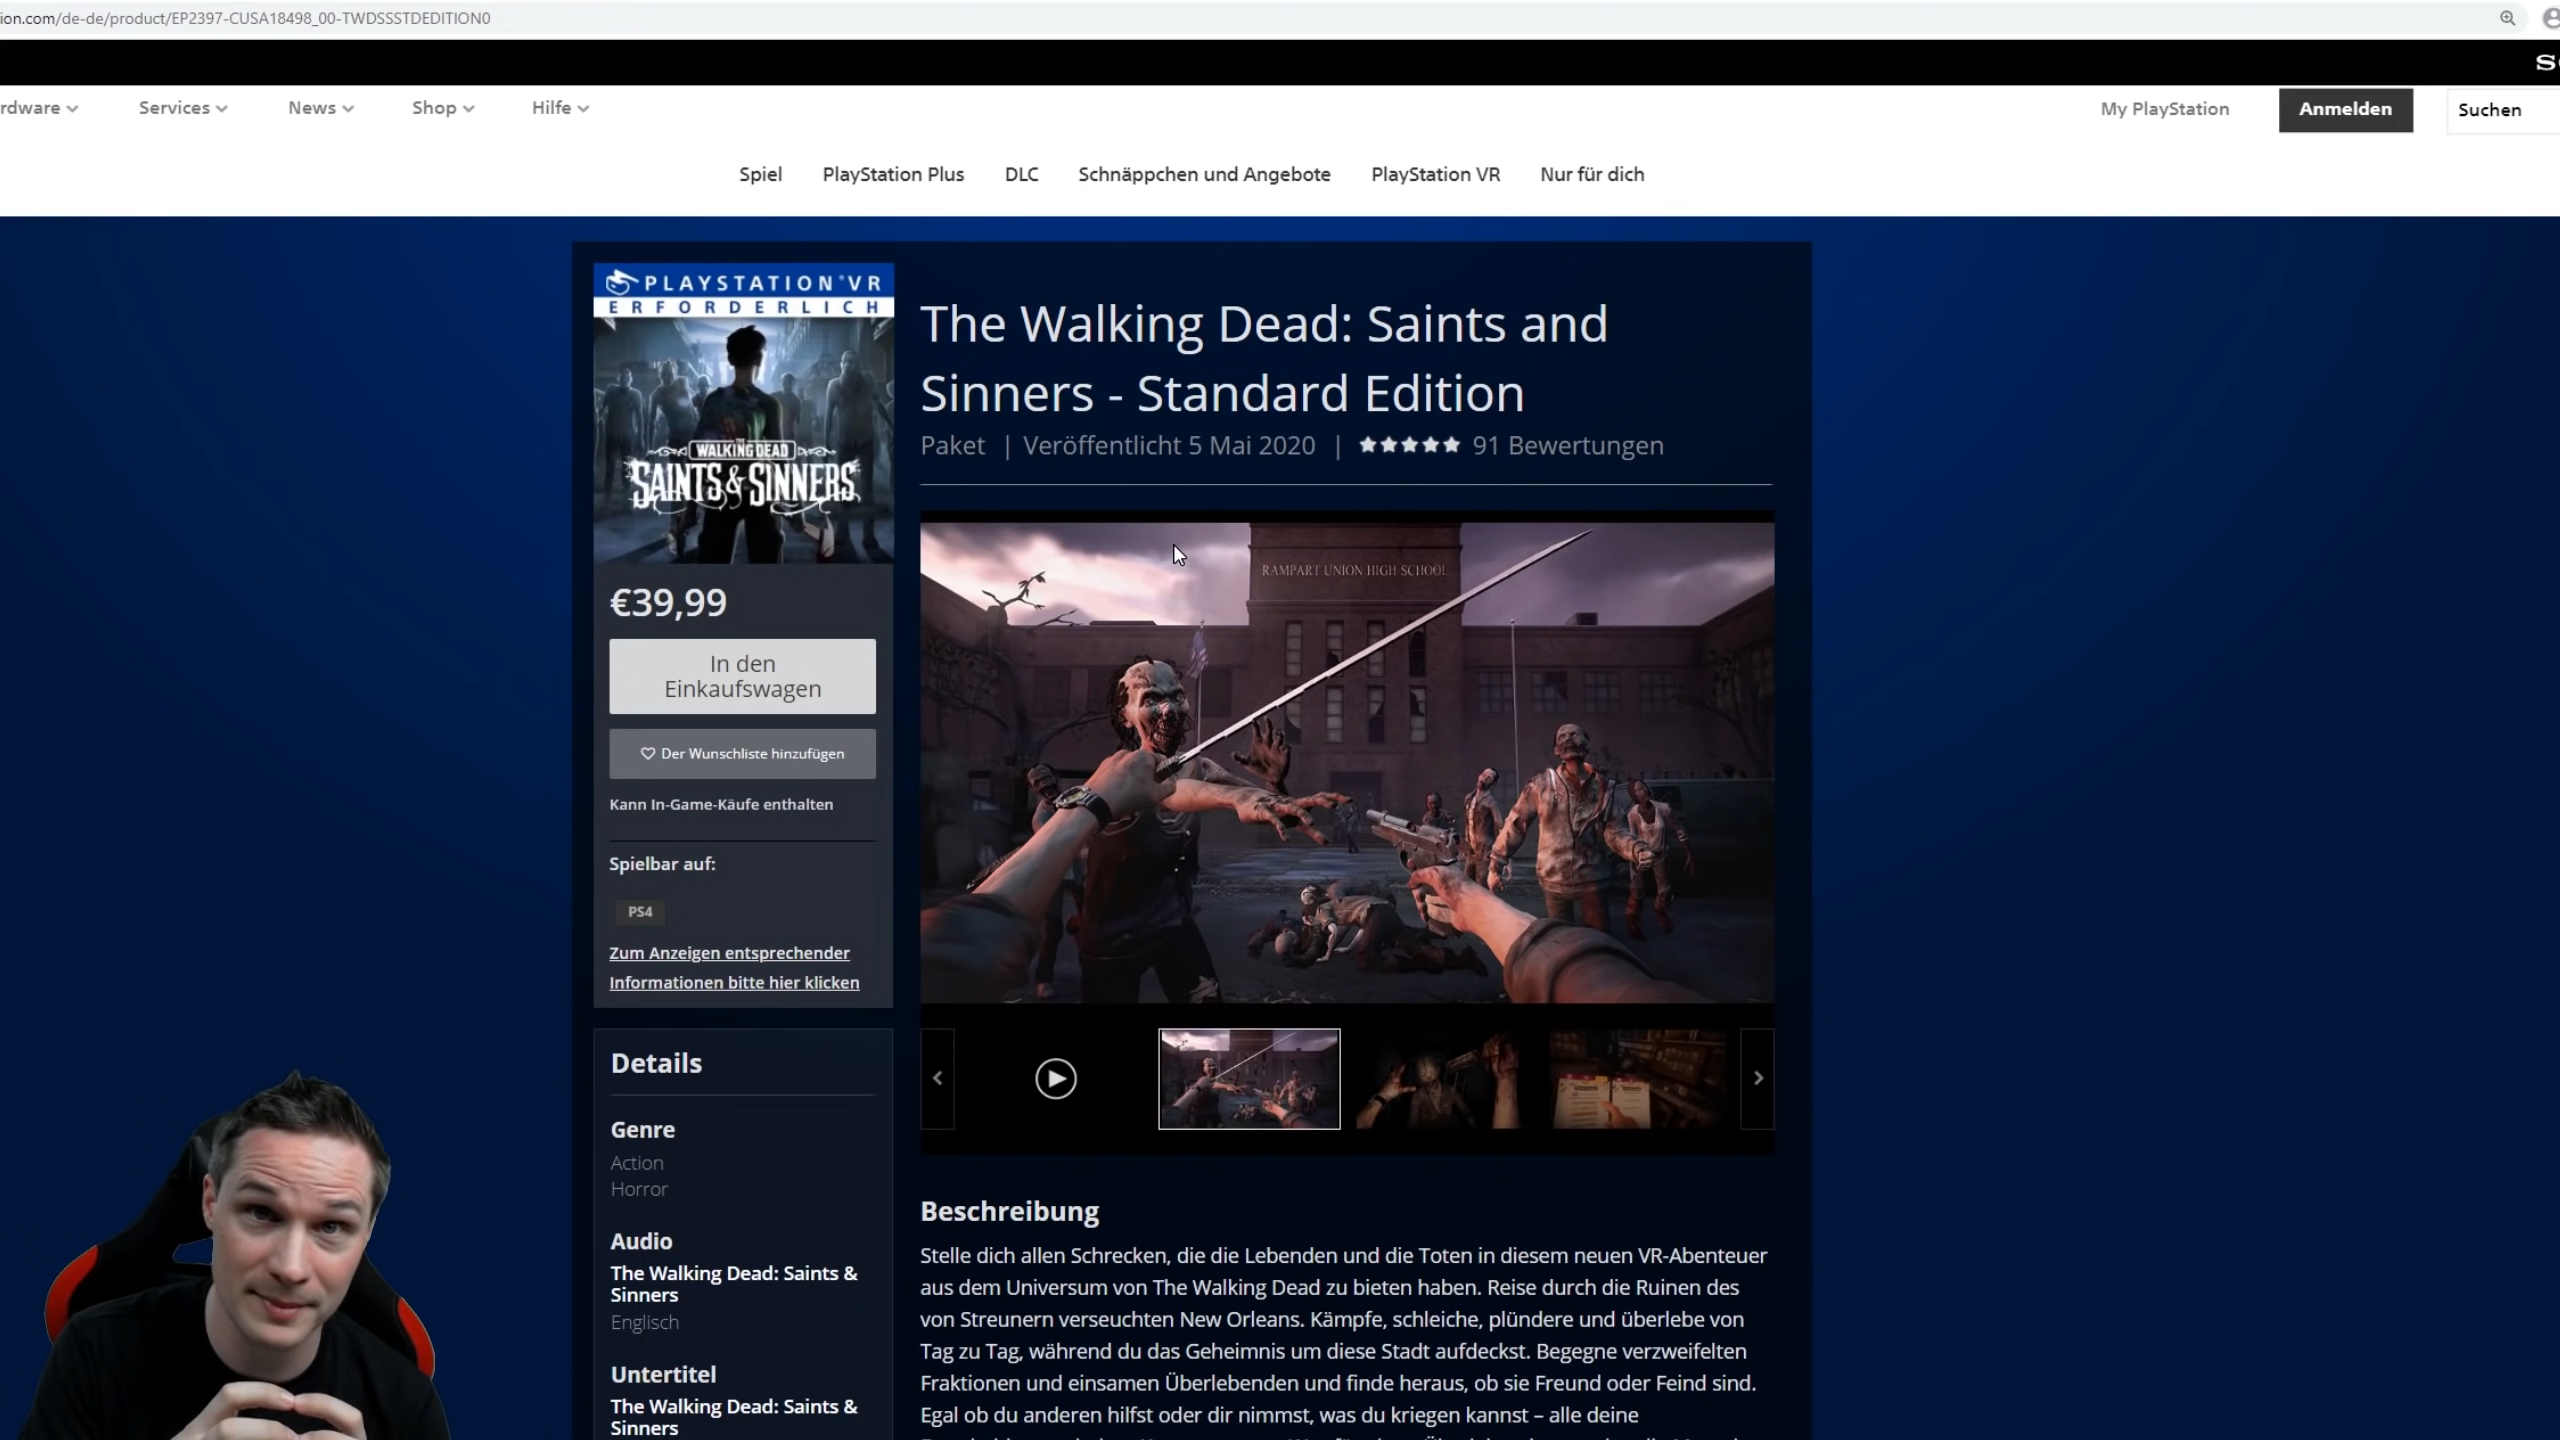 ion.com/de-de/product/EP2397-CUSA18498_00-TWDSSSTDEDITION0
rdware
Services
News
Shop
Hilfe
My PlayStation
Anmelden
Suchen
Spiel
PlayStation Plus
DLC
Schnäppchen und Angebote
PlayStation VR
Nur für dich
PLAYSTATION®VR
ERFORDERLICH
THE
WALKING DEAD
SAINTS & SINNERS
€39,99
In den
Einkaufswagen
Der Wunschliste hinzufügen
Kann In-Game-Käufe enthalten
Spielbar auf:
PS4
Zum Anzeigen entsprechender
Informationen bitte hier klicken
Details
Genre
Action
Horror
Audio
The Walking Dead: Saints &
Sinners
Englisch
Untertitel
The Walking Dead: Saints &
Sinners
The Walking Dead: Saints and
Sinners - Standard Edition
Paket | Veröffentlicht 5 Mai 2020 | ★★★★★ 91 Bewertungen
RAMPART UNION HIGH SCHOOL
Beschreibung
Stelle dich allen Schrecken, die die Lebenden und die Toten in diesem neuen VR-Abenteuer
aus dem Universum von The Walking Dead zu bieten haben. Reise durch die Ruinen des
von Streunern verseuchten New Orleans. Kämpfe, schleiche, plündere und überlebe von
Tag zu Tag, während du das Geheimnis um diese Stadt aufdeckst. Begegne verzweifelten
Fraktionen und einsamen Überlebenden und finde heraus, ob sie Freund oder Feind sind.
Egal ob du anderen hilfst oder dir nimmst, was du kriegen kannst – alle deine